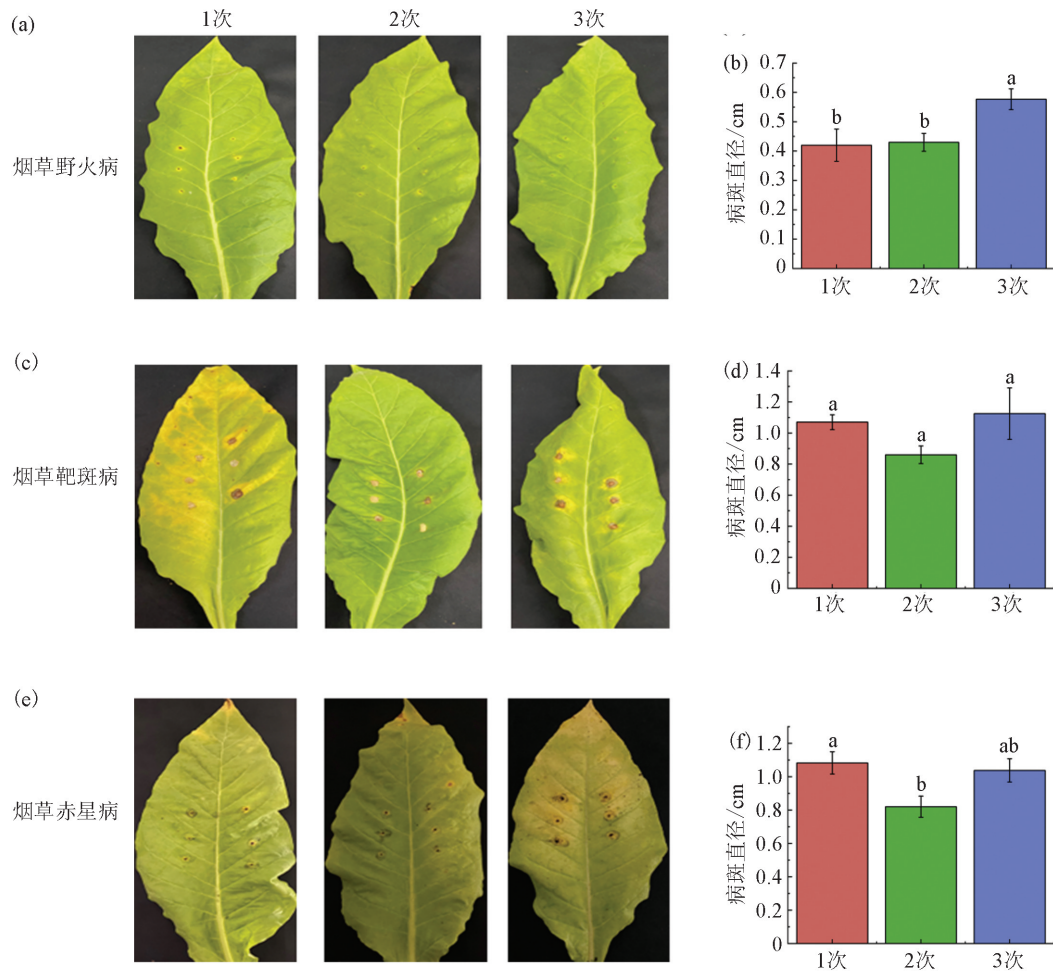 (a)
1次
2次
3次
烟草野火病
(b)
病斑直径/cm
0.7
0.6
0.5
0.4
0.3
0.2
0.1
0
b
b
a
1次
2次
3次
(c)
烟草靶斑病
(d)
病斑直径/cm
1.4
1.2
1.0
0.8
0.6
0.4
0.2
0
a
a
a
1次
2次
3次
(e)
烟草赤星病
(f)
病斑直径/cm
1.2
1.0
0.8
0.6
0.4
0.2
0
a
b
ab
1次
2次
3次